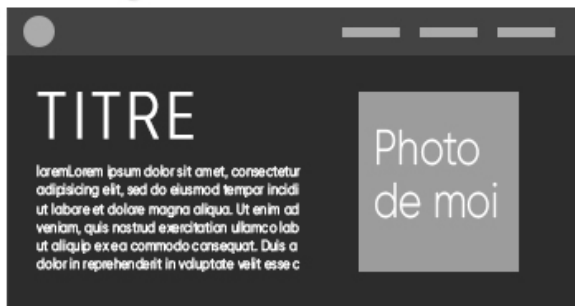 TITRE
loremLorem ipsum dolor sit amet, consectetur
adipisicing elit, sed do eiusmod tempor incidi
ut labore et dolore magna aliqua. Ut enim ad
veniam, quis nostrud exercitation ullamco lab
ut aliquip ex ea commodo consequat. Duis a
dolor in reprehenderit in voluptate velit esse c
Photo
de moi